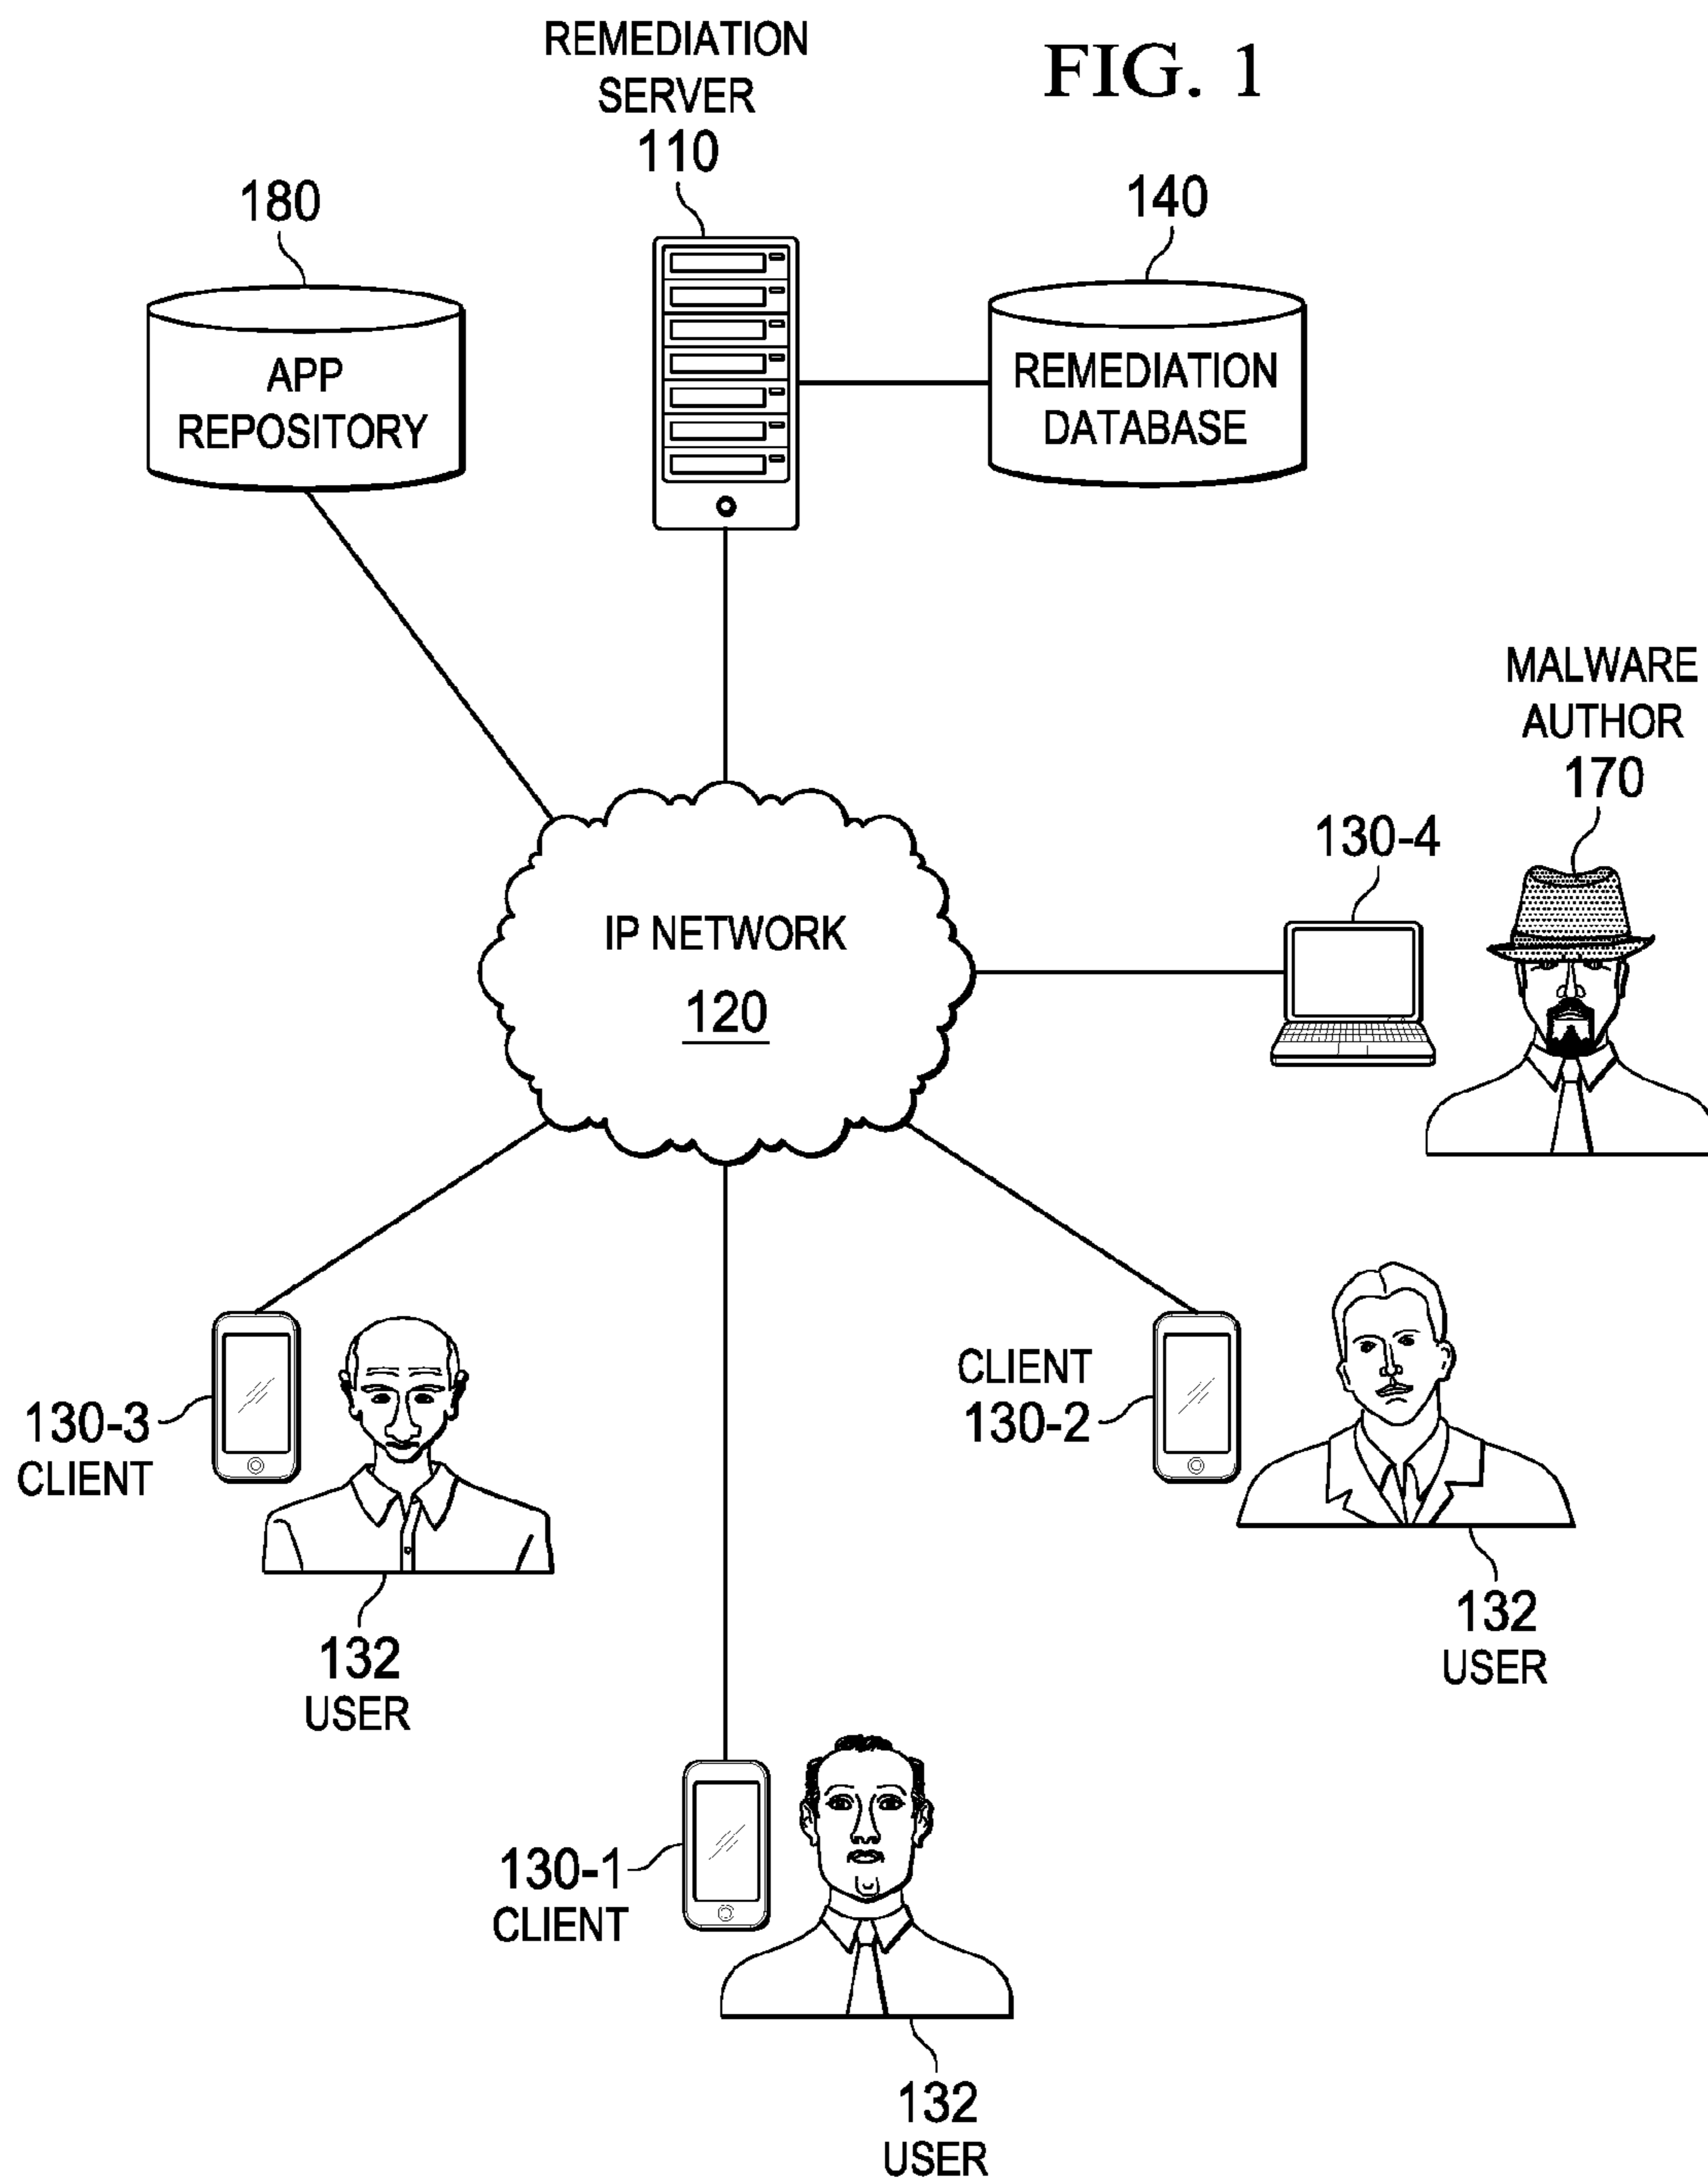 REMEDIATION
SERVER
110
FIG. 1
180
140
APP
REPOSITORY
REMEDIATION
DATABASE
MALWARE
AUTHOR
170
130-4
IP NETWORK
120
130-3
CLIENT
CLIENT
130-2
132
USER
132
USER
130-1
CLIENT
132
USER